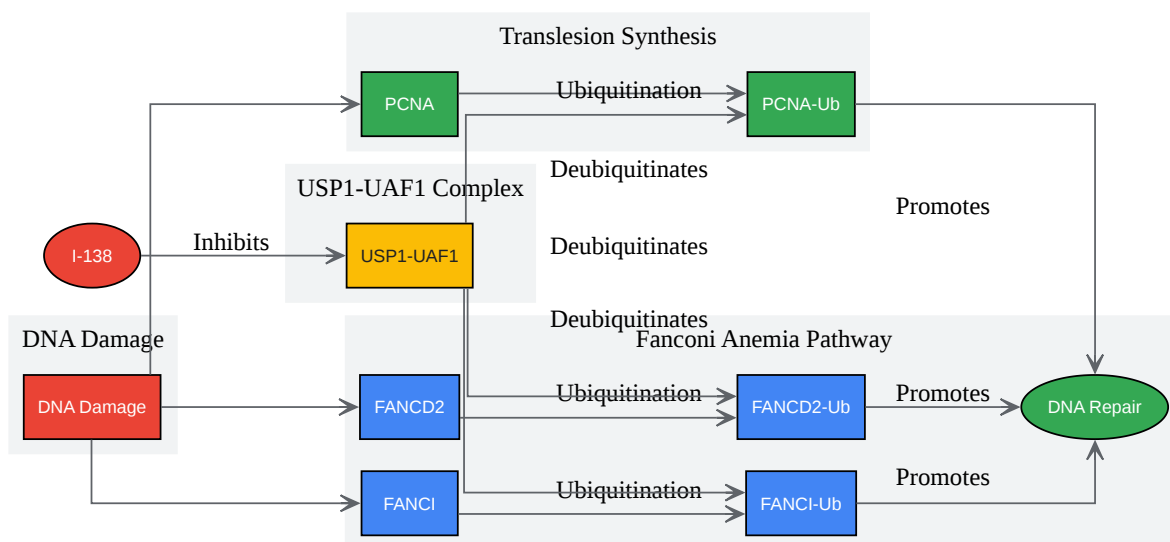 Translesion Synthesis
PCNA
Ubiquitination
PCNA-Ub
Deubiquitinates
USP1-UAF1 Complex
Promotes
I-138
Inhibits
USP1-UAF1
Deubiquitinates
Deubiquitinates
DNA Damage
Fanconi Anemia Pathway
DNA Damage
FANCD2
Ubiquitination
FANCD2-Ub
Promotes
DNA Repair
FANCI
Ubiquitination
FANCI-Ub
Promotes